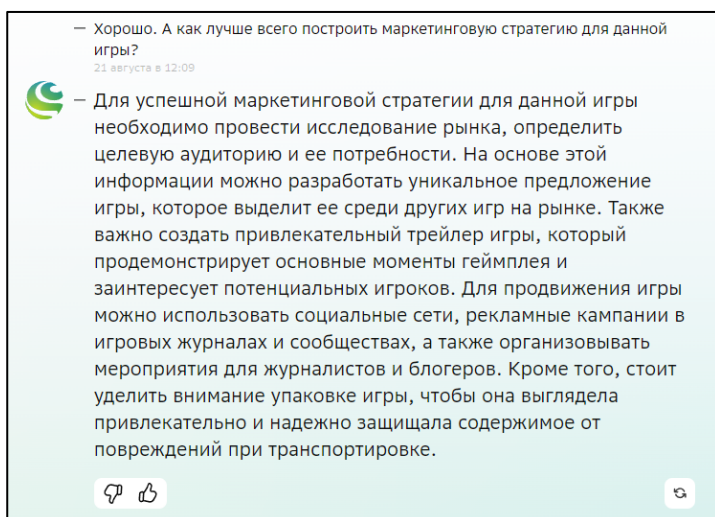 — Хорошо. А как лучше всего построить маркетинговую стратегию для данной
игры?
21 августа в 12:09
— Для успешной маркетинговой стратегии для данной игры
необходимо провести исследование рынка, определить
целевую аудиторию и ее потребности. На основе этой
информации можно разработать уникальное предложение
игры, которое выделит ее среди других игр на рынке. Также
важно создать привлекательный трейлер игры, который
продемонстрирует основные моменты геймплея и
заинтересует потенциальных игроков. Для продвижения игры
можно использовать социальные сети, рекламные кампании в
игровых журналах и сообществах, а также организовывать
мероприятия для журналистов и блогеров. Кроме того, стоит
уделить внимание упаковке игры, чтобы она выглядела
привлекательно и надежно защищала содержимое от
повреждений при транспортировке.